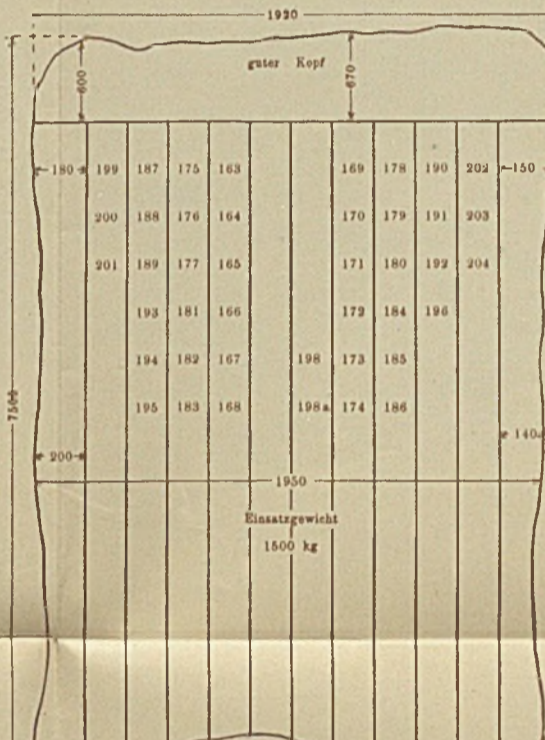 1920
guter Kopf
600
670
180 199 187 175 163 169 178 190 202 150
200 188 176 164 170 179 191 203
201 189 177 165 171 180 192 204
193 181 166 172 184 196
194 182 167 198 173 185
195 183 168 198a 174 186
7500
140
200
1950
Einsatzgewicht
1500 kg